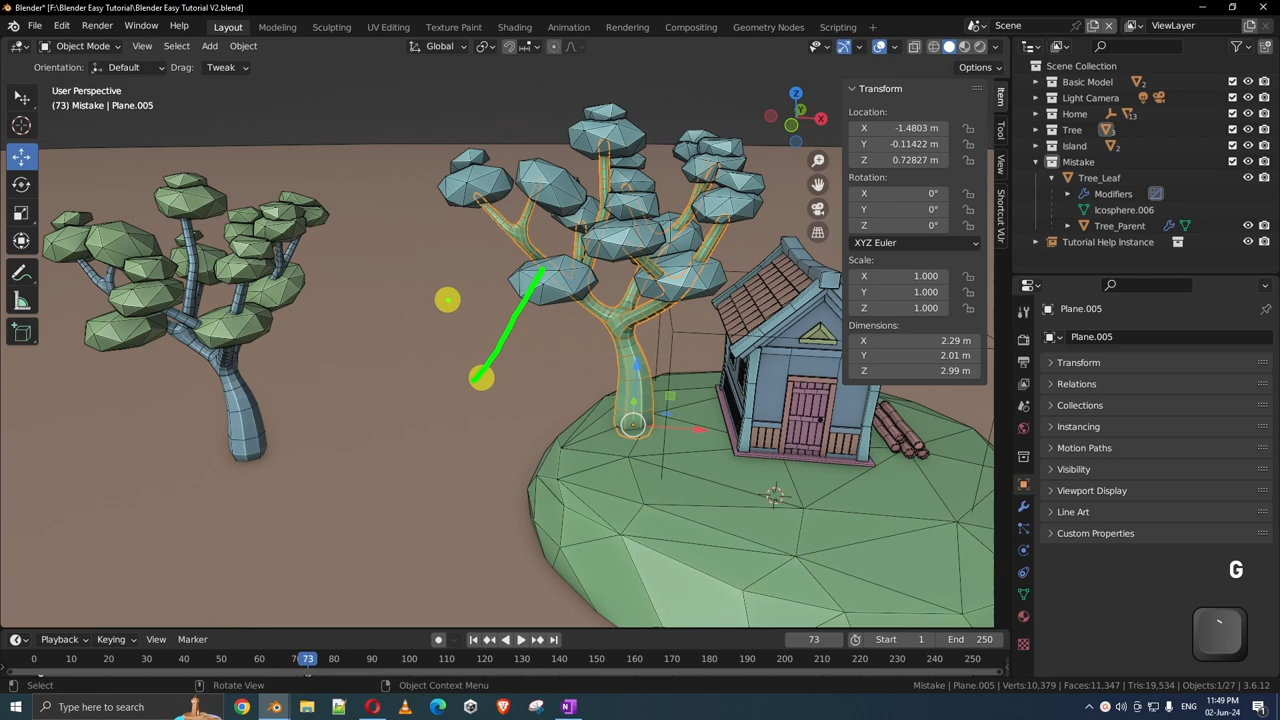 Blender* [F:\Blender Easy Tutorial\Blender Easy Tutorial V2.blend]
File Edit Render Window Help Layout Modeling Sculpting UV Editing Texture Paint Shading Animation Rendering Compositing Geometry Nodes Scripting Scene ViewLayer
Object Mode View Select Add Object Global
Orientation: Default Drag: Tweak Options
User Perspective
(73) Mistake | Plane.005
Z
Y
X
Transform
Location:
X -1.4803 m
Y -0.11422 m
Z 0.72827 m
Rotation:
X 0°
Y 0°
Z 0°
XYZ Euler
Scale:
X 1.000
Y 1.000
Z 1.000
Dimensions:
X 2.29 m
Y 2.01 m
Z 2.99 m
Item
Tool
View
Shortcut VUr
Scene Collection
Basic Model 2
Light Camera
Home 13
Tree 3
Island 2
Mistake
Tree_Leaf
Modifiers
Icosphere.006
Tree_Parent
Tutorial Help Instance
Plane.005
Plane.005
Transform
Relations
Collections
Instancing
Motion Paths
Visibility
Viewport Display
Line Art
Custom Properties
G
Playback Keying View Marker 73 Start 1 End 250
0 10 20 30 40 50 60 73 80 90 100 110 120 130 140 150 160 170 180 190 200 210 220 230 240 250
Select Rotate View Object Context Menu Mistake | Plane.005 | Verts:10,379 | Faces:11,347 | Tris:19,534 | Objects:1/27 | 3.6.12
Type here to search
11:49 PM
02-Jun-24